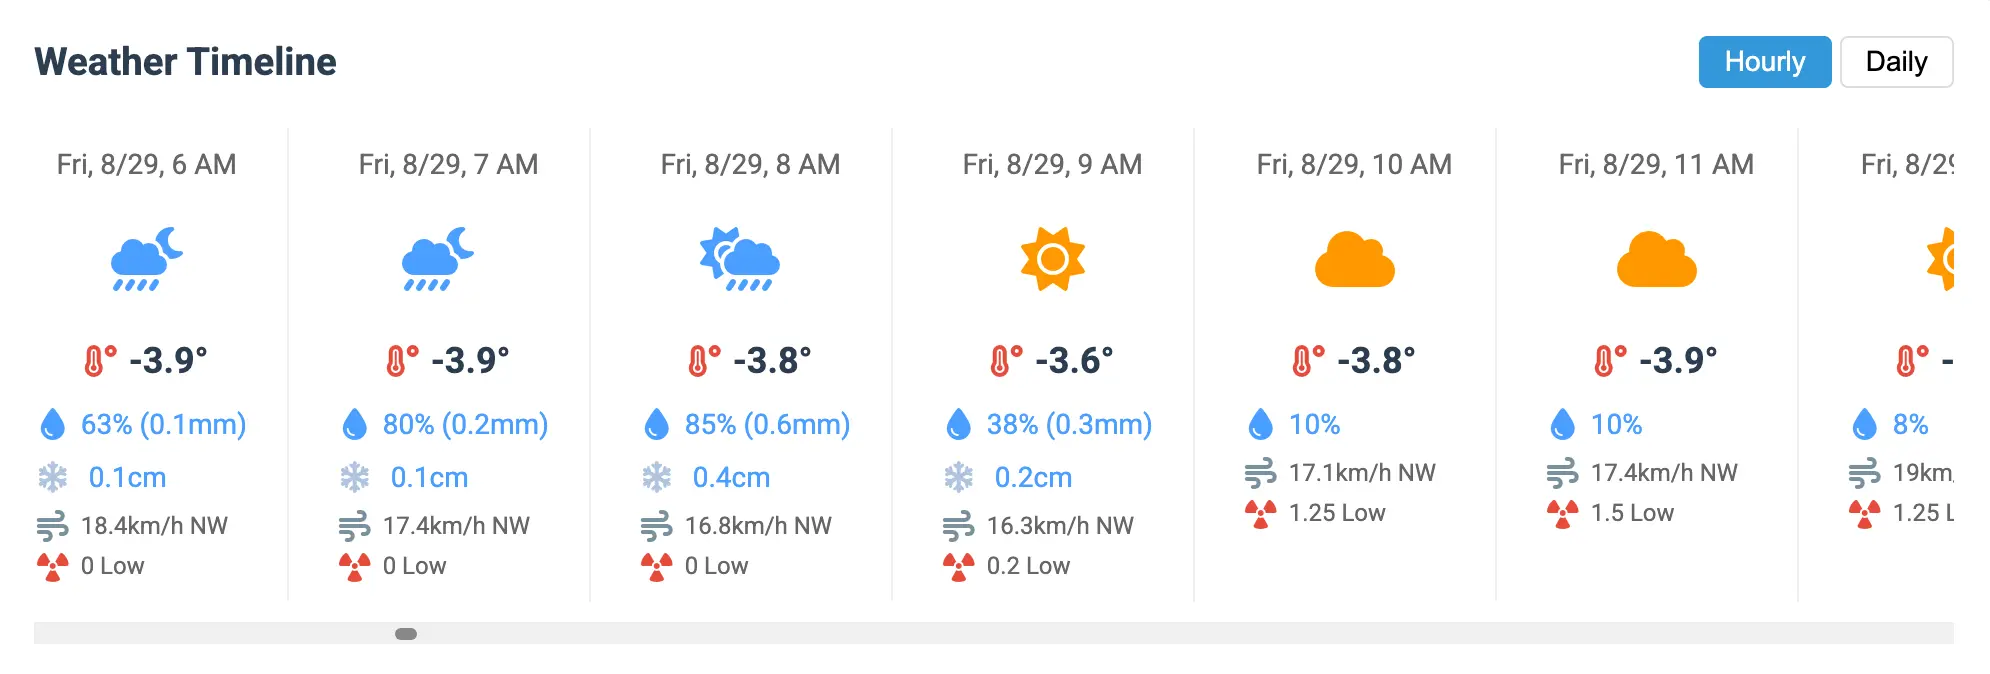 Weather Timeline
Hourly
Daily
Fri, 8/29, 6 AM
-3.9°
63% (0.1mm)
0.1cm
18.4km/h NW
0 Low
Fri, 8/29, 7 AM
-3.9°
80% (0.2mm)
0.1cm
17.4km/h NW
0 Low
Fri, 8/29, 8 AM
-3.8°
85% (0.6mm)
0.4cm
16.8km/h NW
0 Low
Fri, 8/29, 9 AM
-3.6°
38% (0.3mm)
0.2cm
16.3km/h NW
0.2 Low
Fri, 8/29, 10 AM
-3.8°
10%
17.1km/h NW
1.25 Low
Fri, 8/29, 11 AM
-3.9°
10%
17.4km/h NW
1.5 Low
Fri, 8/29
-
8%
19km
1.25 L